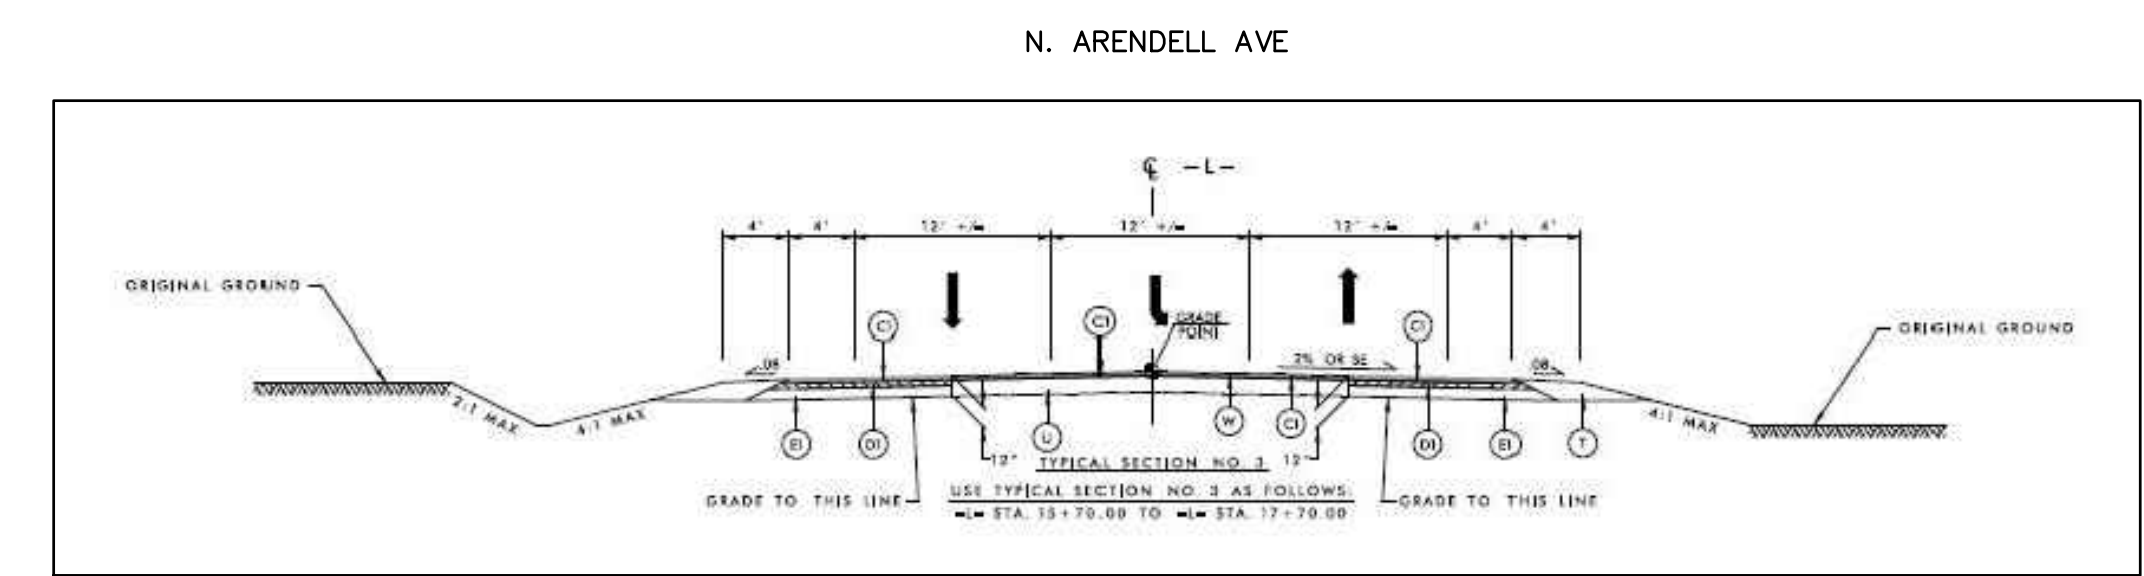 N. ARENDELL AVE
℄ -L-
4' 4' 12' +/- 12' +/- 12' +/- 4' 4'
ORIGINAL GROUND
C1 C1 GRADE POINT C1
ORIGINAL GROUND
.08 2% OR SE .08
2:1 MAX 4:1 MAX 4:1 MAX
E1 D1 U W C1 D1 E1 T
12" TYPICAL SECTION NO. 3 12"
GRADE TO THIS LINE
USE TYPICAL SECTION NO. 3 AS FOLLOWS:
GRADE TO THIS LINE
-L- STA. 15+70.00 TO -L- STA. 17+70.00